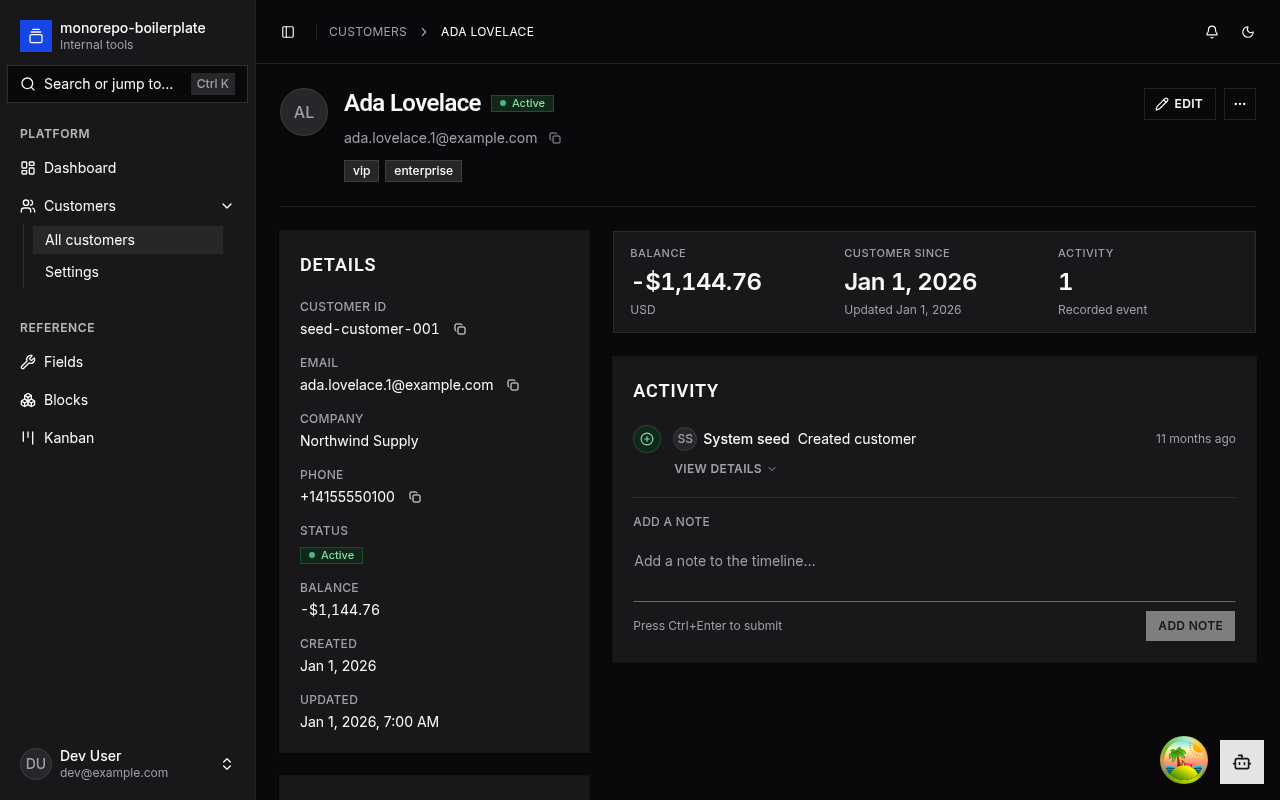 monorepo-boilerplate
Internal tools
Search or jump to...
Ctrl K
PLATFORM
Dashboard
Customers
All customers
Settings
REFERENCE
Fields
Blocks
Kanban
DU
Dev User
dev@example.com
CUSTOMERS
ADA LOVELACE
AL
Ada Lovelace
Active
ada.lovelace.1@example.com
vip
enterprise
EDIT
DETAILS
CUSTOMER ID
seed-customer-001
EMAIL
ada.lovelace.1@example.com
COMPANY
Northwind Supply
PHONE
+14155550100
STATUS
Active
BALANCE
-$1,144.76
CREATED
Jan 1, 2026
UPDATED
Jan 1, 2026, 7:00 AM
BALANCE
-$1,144.76
USD
CUSTOMER SINCE
Jan 1, 2026
Updated Jan 1, 2026
ACTIVITY
1
Recorded event
ACTIVITY
SS System seed Created customer
11 months ago
VIEW DETAILS
ADD A NOTE
Add a note to the timeline...
Press Ctrl+Enter to submit
ADD NOTE